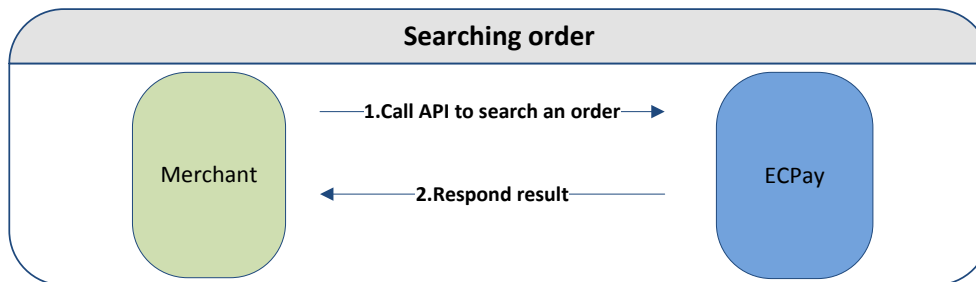 Searching order
1.Call API to search an order
Merchant
ECPay
2.Respond result